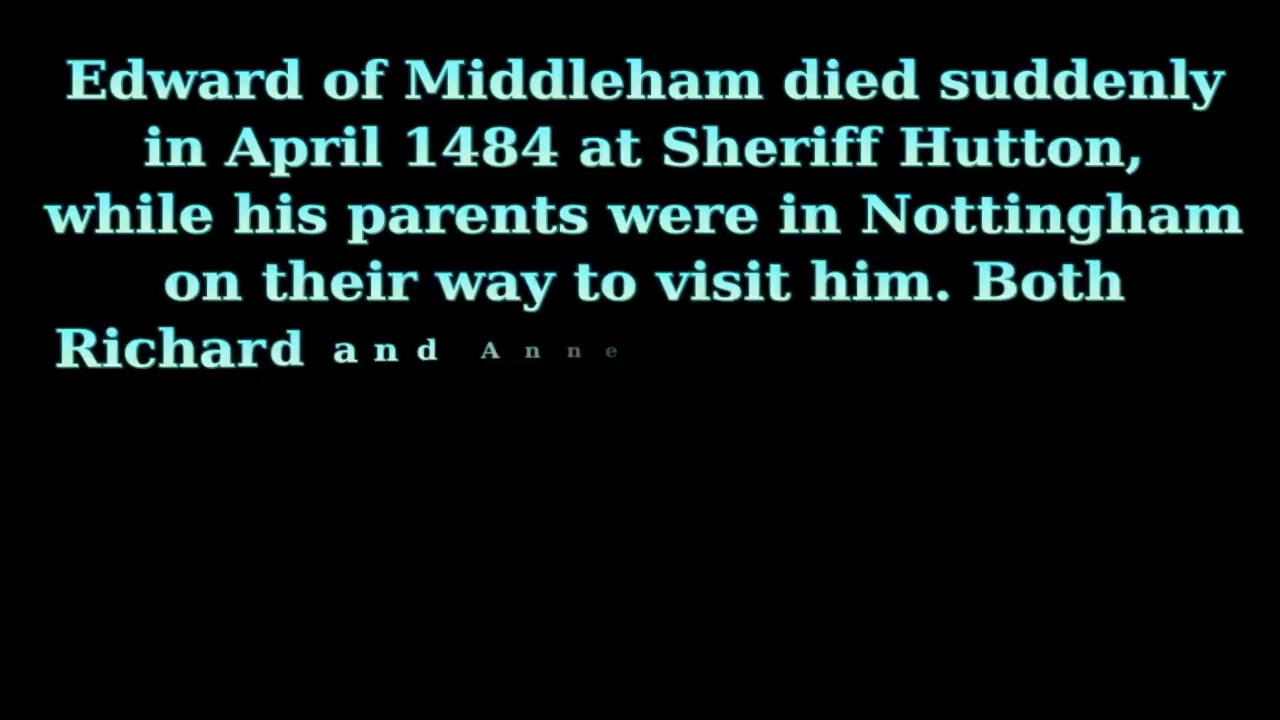 Edward of Middleham died suddenly
in April 1484 at Sheriff Hutton,
while his parents were in Nottingham
on their way to visit him. Both
Richard and Anne